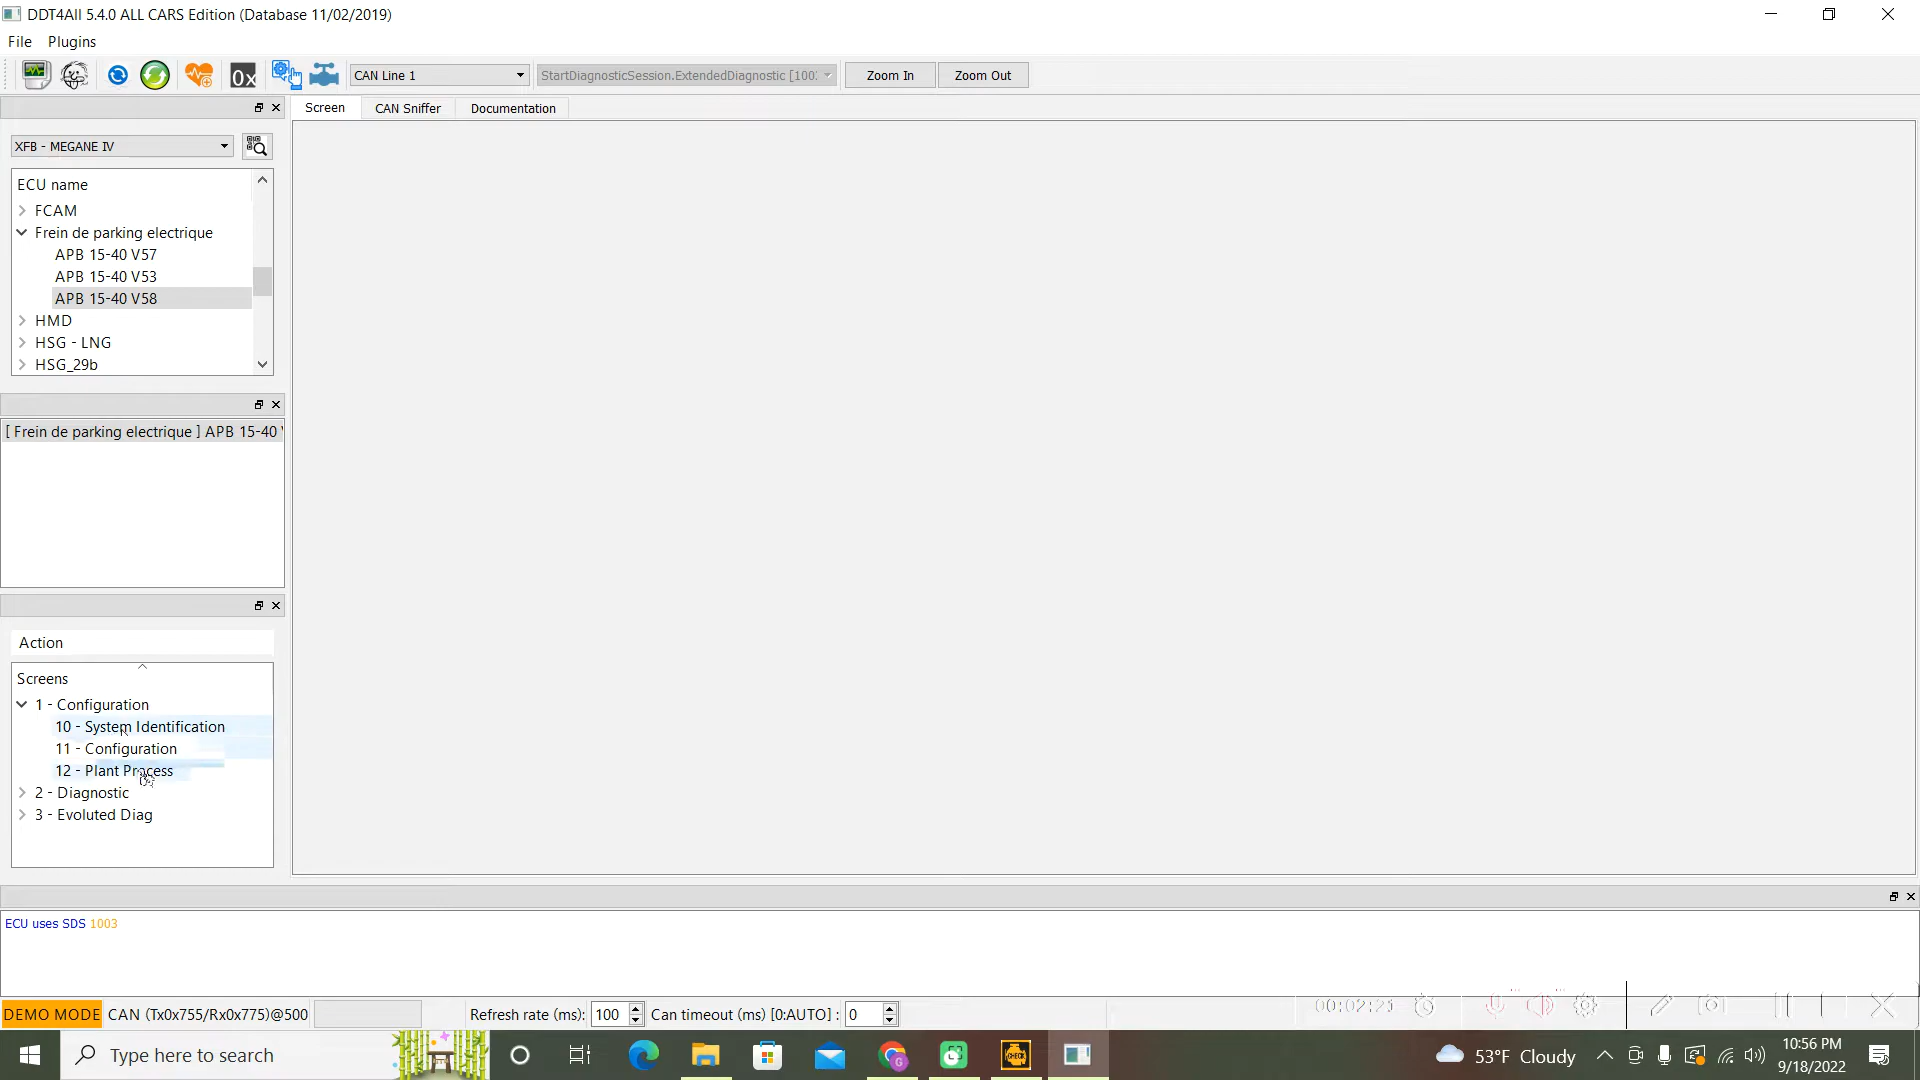 DDT4All 5.4.0 ALL CARS Edition (Database 11/02/2019)
File Plugins
0x
CAN Line 1
StartDiagnosticSession.ExtendedDiagnostic [100
Zoom In
Zoom Out
Screen
CAN Sniffer
Documentation
XFB - MEGANE IV
ECU name
FCAM
Frein de parking electrique
APB 15-40 V57
APB 15-40 V53
APB 15-40 V58
HMD
HSG - LNG
HSG_29b
[ Frein de parking electrique ] APB 15-40
Action
Screens
1 - Configuration
10 - System Identification
11 - Configuration
12 - Plant Process
2 - Diagnostic
3 - Evoluted Diag
ECU uses SDS 1003
DEMO MODE
CAN (Tx0x755/Rx0x775)@500
Refresh rate (ms): 100
Can timeout (ms) [0:AUTO] : 0
Type here to search
CHECK
53°F Cloudy
10:56 PM
9/18/2022